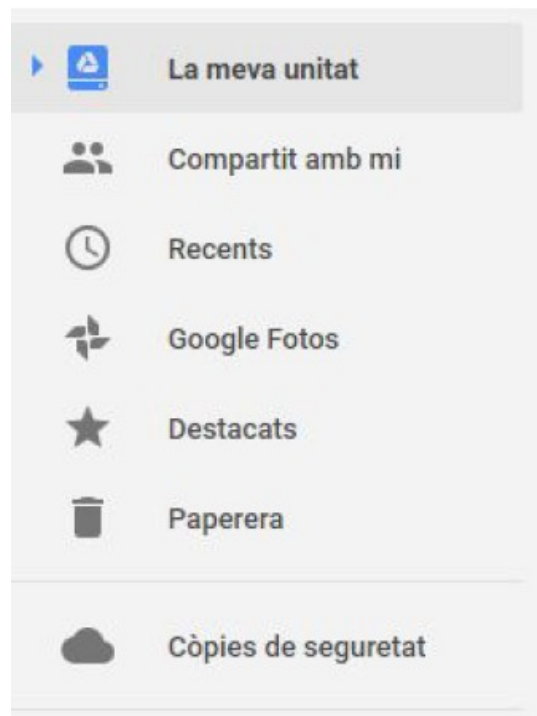 La meva unitat
Compartit amb mi
Recents
Google Fotos
Destacats
Paperera
Còpies de seguretat